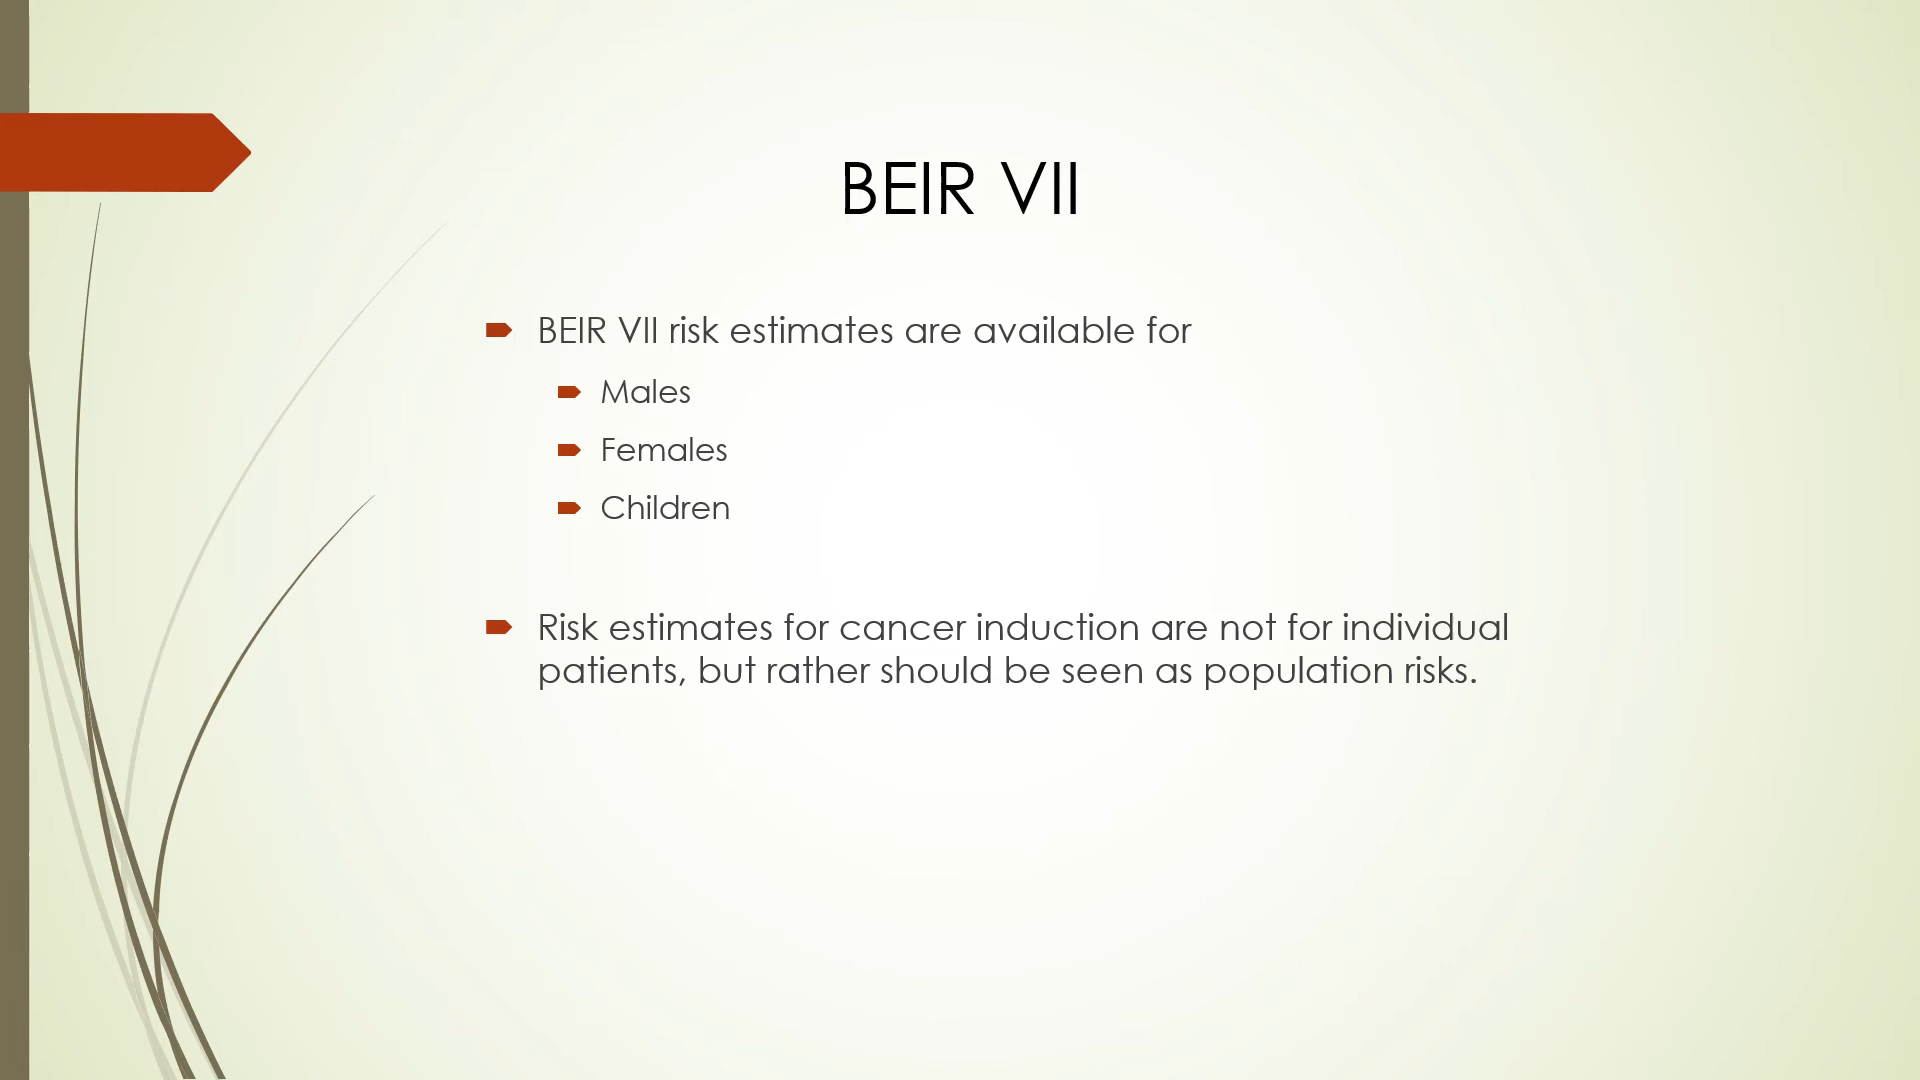 BEIR VII
BEIR VII risk estimates are available for
Males
Females
Children
Risk estimates for cancer induction are not for individual
patients, but rather should be seen as population risks.